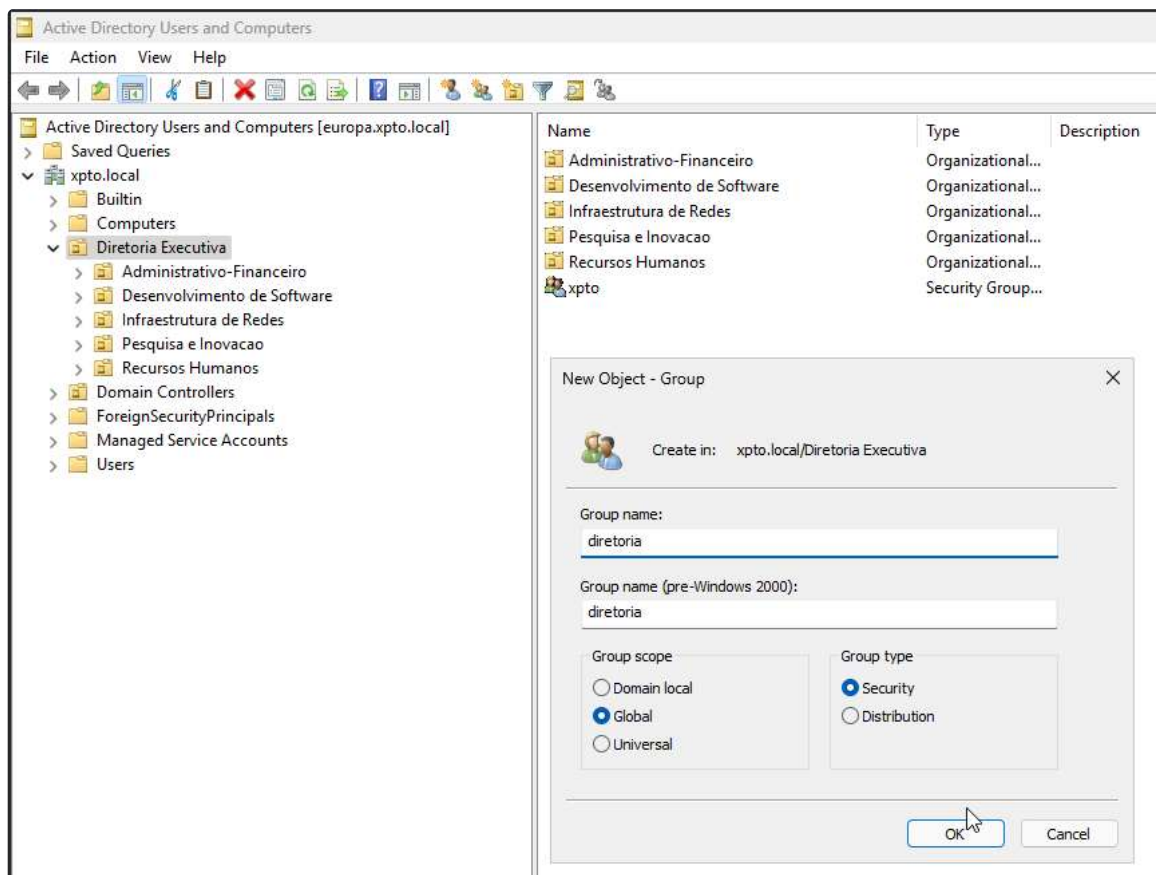 Active Directory Users and Computers
File Action View Help
Active Directory Users and Computers [europa.xpto.local]
Saved Queries
xpto.local
Builtin
Computers
Diretoria Executiva
Administrativo-Financeiro
Desenvolvimento de Software
Infraestrutura de Redes
Pesquisa e Inovacao
Recursos Humanos
Domain Controllers
ForeignSecurityPrincipals
Managed Service Accounts
Users
Name Type Description
Administrativo-Financeiro Organizational...
Desenvolvimento de Software Organizational...
Infraestrutura de Redes Organizational...
Pesquisa e Inovacao Organizational...
Recursos Humanos Organizational...
xpto Security Group...
New Object - Group
Create in: xpto.local/Diretoria Executiva
Group name:
diretoria
Group name (pre-Windows 2000):
diretoria
Group scope
Domain local
Global
Universal
Group type
Security
Distribution
OK Cancel